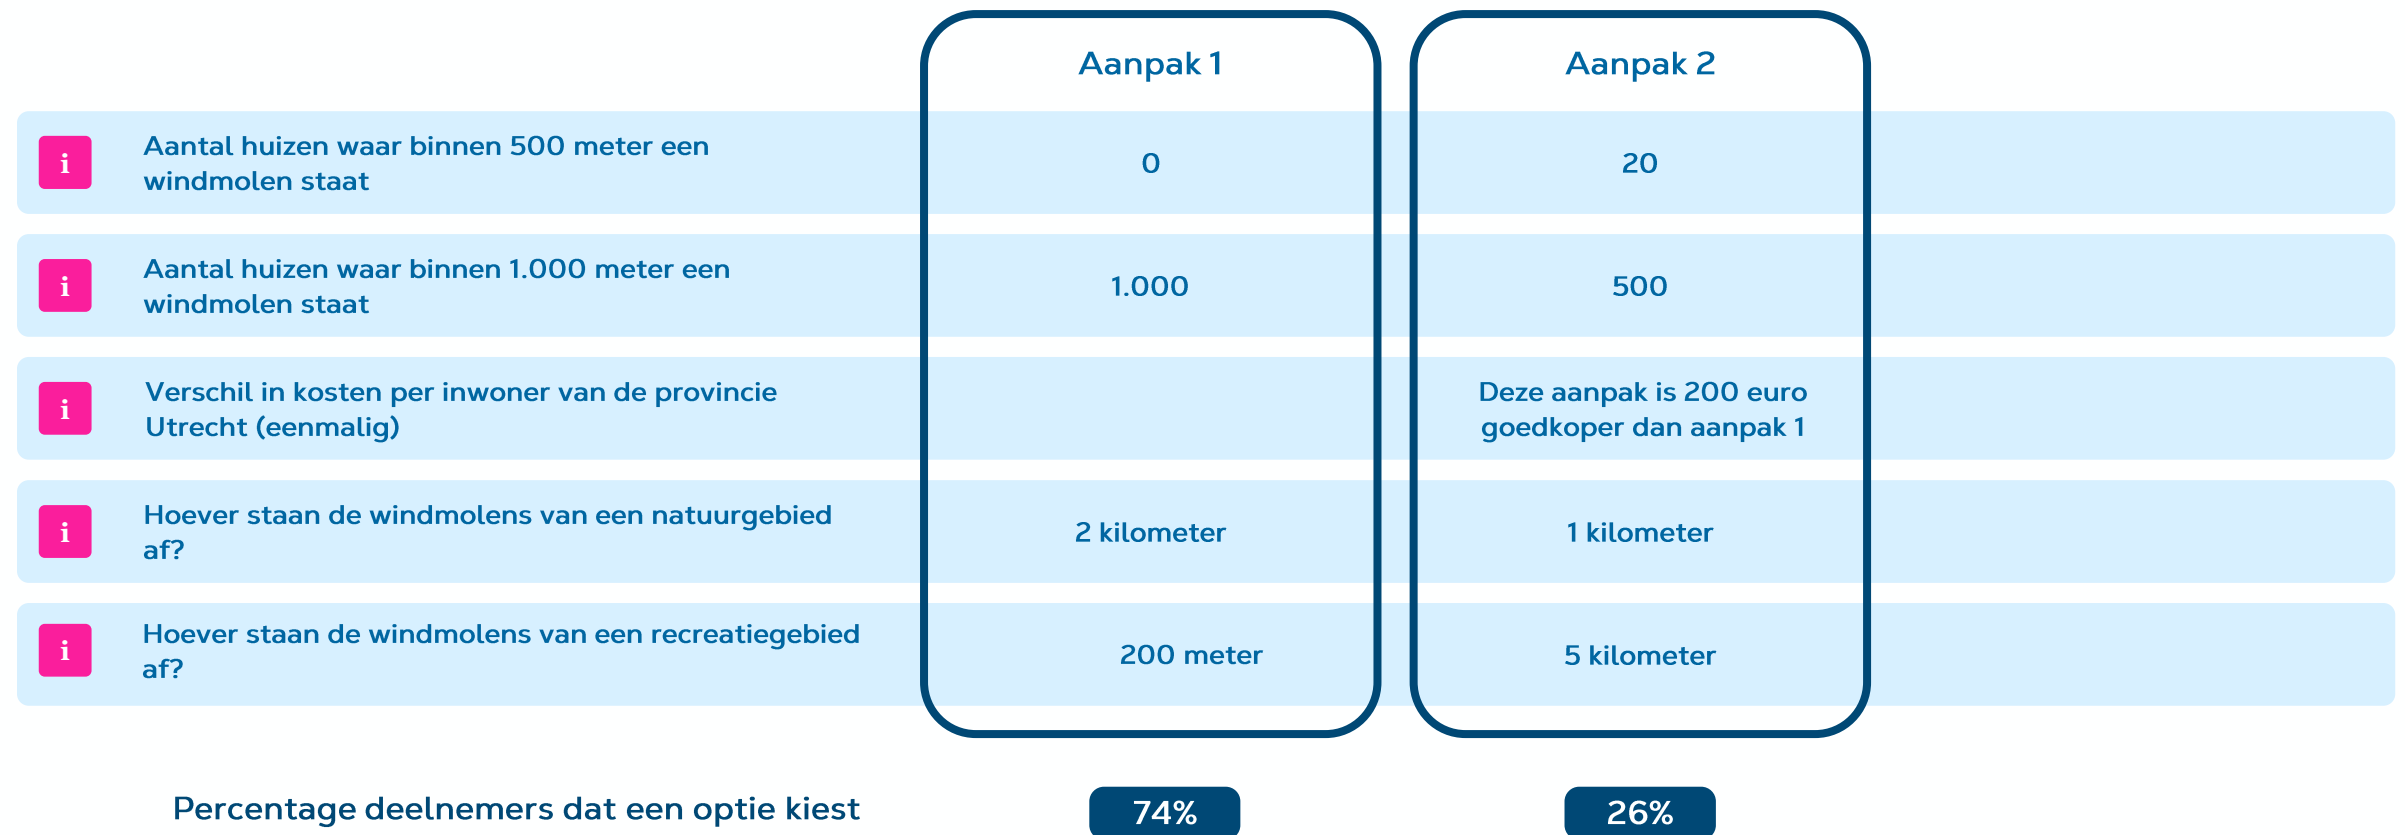 Aanpak 1
Aanpak 2
i
Aantal huizen waar binnen 500 meter een
windmolen staat
0
20
i
Aantal huizen waar binnen 1.000 meter een
windmolen staat
1.000
500
i
Verschil in kosten per inwoner van de provincie
Utrecht (eenmalig)
Deze aanpak is 200 euro
goedkoper dan aanpak 1
i
Hoever staan de windmolens van een natuurgebied
af?
2 kilometer
1 kilometer
i
Hoever staan de windmolens van een recreatiegebied
af?
200 meter
5 kilometer
Percentage deelnemers dat een optie kiest
74%
26%